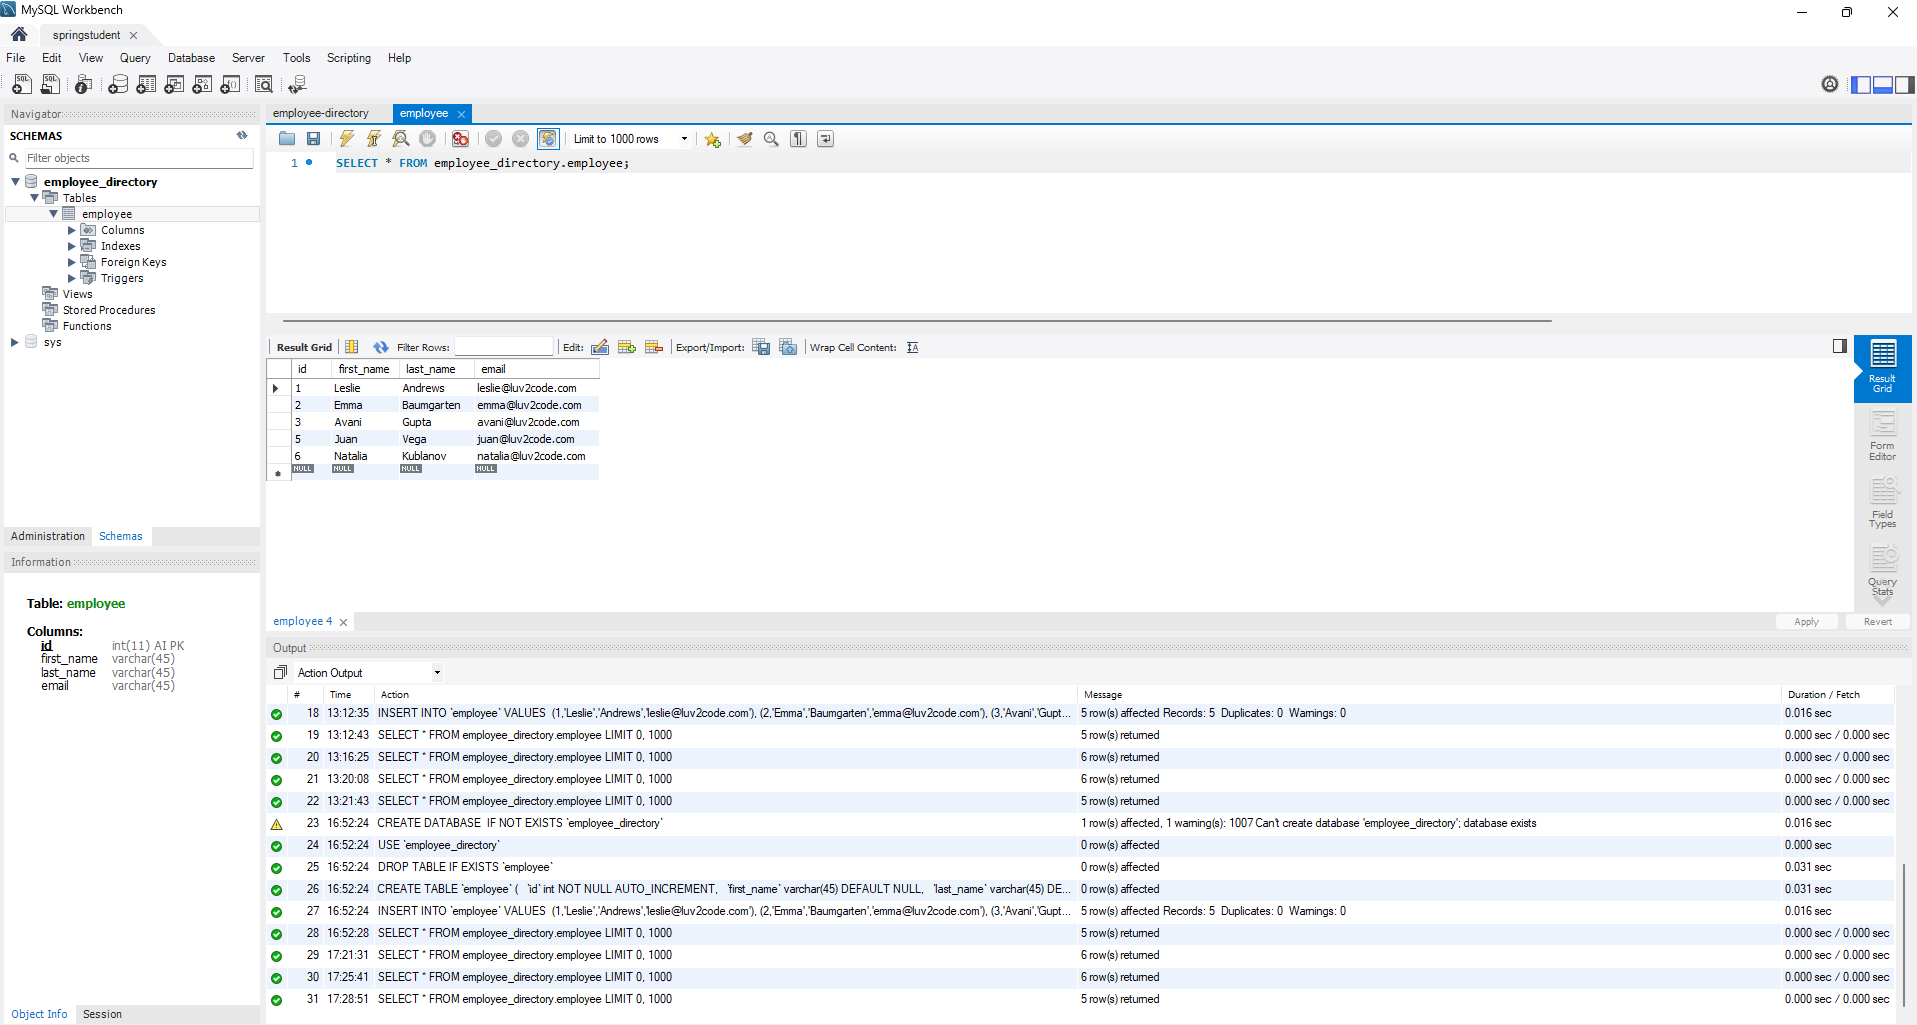 MySQL Workbench
springstudent
File Edit View Query Database Server Tools Scripting Help
Navigator
SCHEMAS
Filter objects
employee_directory
Tables
employee
Columns
Indexes
Foreign Keys
Triggers
Views
Stored Procedures
Functions
sys
Administration Schemas
Information
Table: employee
Columns:
id int(11) AI PK
first_name varchar(45)
last_name varchar(45)
email varchar(45)
Object Info Session
employee-directory employee
Limit to 1000 rows
1 SELECT * FROM employee_directory.employee;
Result Grid Filter Rows: Edit: Export/Import: Wrap Cell Content:
id first_name last_name email
1 Leslie Andrews leslie@luv2code.com
2 Emma Baumgarten emma@luv2code.com
3 Avani Gupta avani@luv2code.com
5 Juan Vega juan@luv2code.com
6 Natalia Kublanov natalia@luv2code.com
NULL NULL NULL NULL
Result
Grid
Form
Editor
Field
Types
Query
Stats
employee 4 Apply Revert
Output
Action Output
# Time Action Message Duration / Fetch
18 13:12:35 INSERT INTO `employee` VALUES (1,'Leslie','Andrews','leslie@luv2code.com'), (2,'Emma','Baumgarten','emma@luv2code.com'), (3,'Avani','Gupt... 5 row(s) affected Records: 5 Duplicates: 0 Warnings: 0 0.016 sec
19 13:12:43 SELECT * FROM employee_directory.employee LIMIT 0, 1000 5 row(s) returned 0.000 sec / 0.000 sec
20 13:16:25 SELECT * FROM employee_directory.employee LIMIT 0, 1000 6 row(s) returned 0.000 sec / 0.000 sec
21 13:20:08 SELECT * FROM employee_directory.employee LIMIT 0, 1000 6 row(s) returned 0.000 sec / 0.000 sec
22 13:21:43 SELECT * FROM employee_directory.employee LIMIT 0, 1000 5 row(s) returned 0.000 sec / 0.000 sec
23 16:52:24 CREATE DATABASE IF NOT EXISTS `employee_directory` 1 row(s) affected, 1 warning(s): 1007 Can't create database 'employee_directory'; database exists 0.016 sec
24 16:52:24 USE `employee_directory` 0 row(s) affected 0.000 sec
25 16:52:24 DROP TABLE IF EXISTS `employee` 0 row(s) affected 0.031 sec
26 16:52:24 CREATE TABLE `employee` ( `id` int NOT NULL AUTO_INCREMENT, `first_name` varchar(45) DEFAULT NULL, `last_name` varchar(45) DE... 0 row(s) affected 0.031 sec
27 16:52:24 INSERT INTO `employee` VALUES (1,'Leslie','Andrews','leslie@luv2code.com'), (2,'Emma','Baumgarten','emma@luv2code.com'), (3,'Avani','Gupt... 5 row(s) affected Records: 5 Duplicates: 0 Warnings: 0 0.016 sec
28 16:52:28 SELECT * FROM employee_directory.employee LIMIT 0, 1000 5 row(s) returned 0.000 sec / 0.000 sec
29 17:21:31 SELECT * FROM employee_directory.employee LIMIT 0, 1000 6 row(s) returned 0.000 sec / 0.000 sec
30 17:25:41 SELECT * FROM employee_directory.employee LIMIT 0, 1000 6 row(s) returned 0.000 sec / 0.000 sec
31 17:28:51 SELECT * FROM employee_directory.employee LIMIT 0, 1000 5 row(s) returned 0.000 sec / 0.000 sec